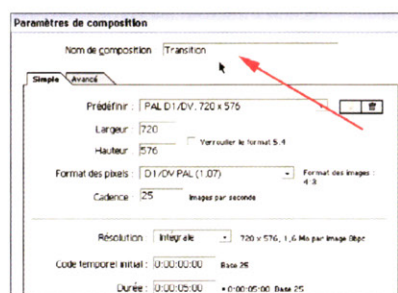 Paramètres de composition
Nom de composition Transition
Simple Avancé
Prédéfinir : PAL D1/DV, 720 x 576
Largeur : 720
Verrouiller le format 5:4
Hauteur 576
Format des pixels : D1/DV PAL (1,07) Format des images :
4:3
Cadence : 25 Images par seconde
Résolution Intégrale 720 x 576, 1,6 Mo par image 8bpc
Code temporel initial : 0:00:00:00 Base 25
Durée : 0:00:05:00 = 0:00:05:00 Base 25